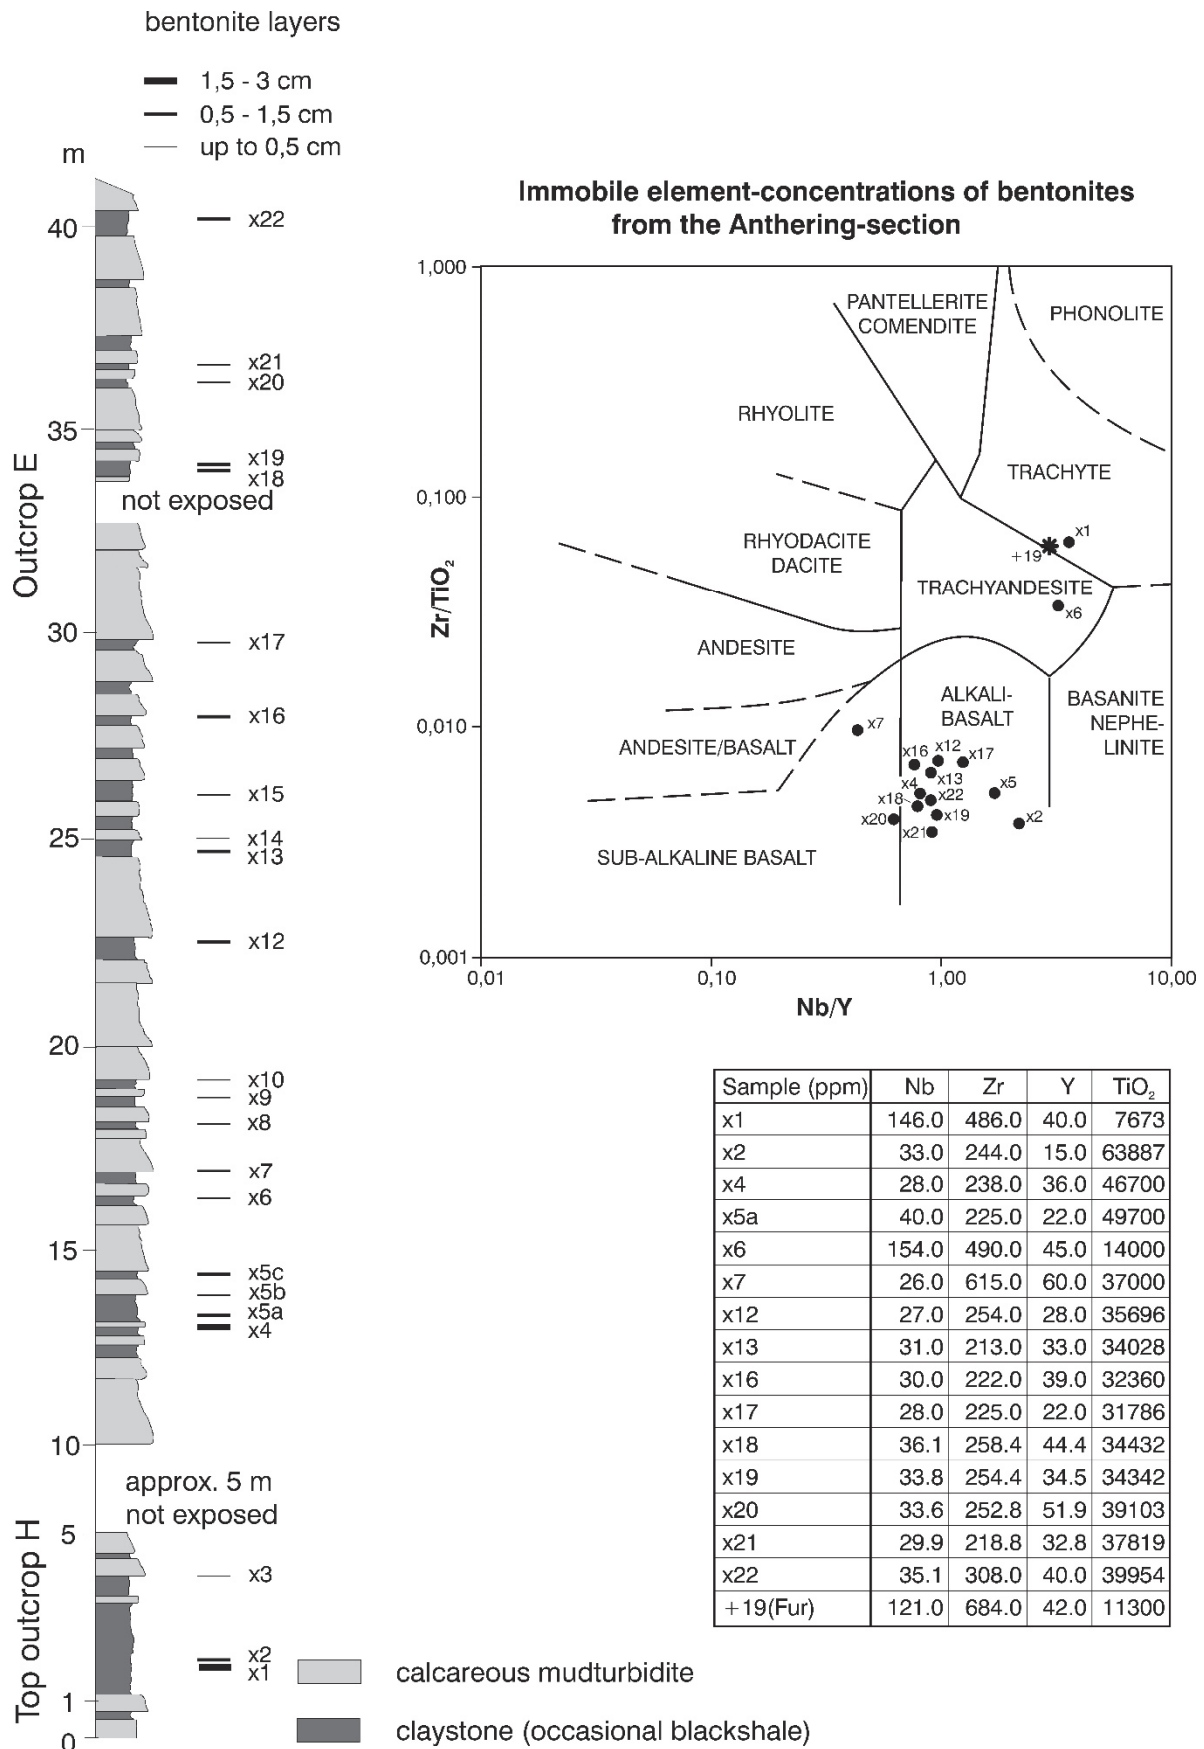 bentonite layers
1,5 - 3 cm
0,5 - 1,5 cm
up to 0,5 cm
m
40
35
30
25
20
15
10
5
1
0
Outcrop E
Top outcrop H
x22
x21
x20
x19
x18
not exposed
x17
x16
x15
x14
x13
x12
x10
x9
x8
x7
x6
x5c
x5b
x5a
x4
approx. 5 m
not exposed
x3
x2
x1
calcareous mudturbidite
claystone (occasional blackshale)
Immobile element-concentrations of bentonites
from the Anthering-section
Zr/TiO₂
1,000
0,100
0,010
0,001
0,01
0,10
1,00
10,00
Nb/Y
PANTELLERITE
COMENDITE
PHONOLITE
RHYOLITE
TRACHYTE
RHYODACITE
DACITE
x1
+19
TRACHYANDESITE
x6
ANDESITE
ALKALI-
BASALT
BASANITE
NEPHE-
LINITE
ANDESITE/BASALT
x7
x16
x12
x17
x13
x4
x5
x22
x18
x19
x20
x21
x2
SUB-ALKALINE BASALT
Sample (ppm) Nb Zr Y TiO₂
x1 146.0 486.0 40.0 7673
x2 33.0 244.0 15.0 63887
x4 28.0 238.0 36.0 46700
x5a 40.0 225.0 22.0 49700
x6 154.0 490.0 45.0 14000
x7 26.0 615.0 60.0 37000
x12 27.0 254.0 28.0 35696
x13 31.0 213.0 33.0 34028
x16 30.0 222.0 39.0 32360
x17 28.0 225.0 22.0 31786
x18 36.1 258.4 44.4 34432
x19 33.8 254.4 34.5 34342
x20 33.6 252.8 51.9 39103
x21 29.9 218.8 32.8 37819
x22 35.1 308.0 40.0 39954
+19(Fur) 121.0 684.0 42.0 11300